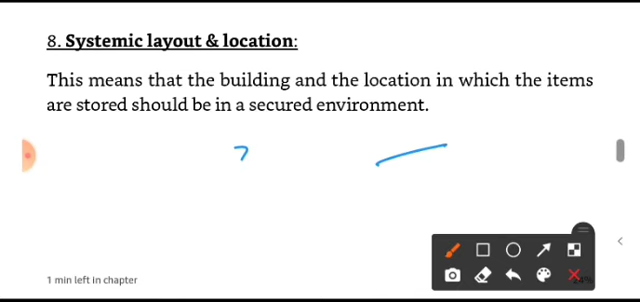 8. Systemic layout & location:
This means that the building and the location in which the items
are stored should be in a secured environment.
1 min left in chapter